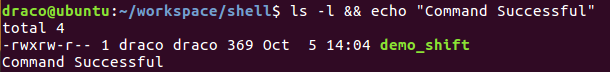 draco@ubuntu:~/workspace/shell$ ls -l && echo "Command Successful"
total 4
-rwxrw-r-- 1 draco draco 369 Oct  5 14:04 demo_shift
Command Successful